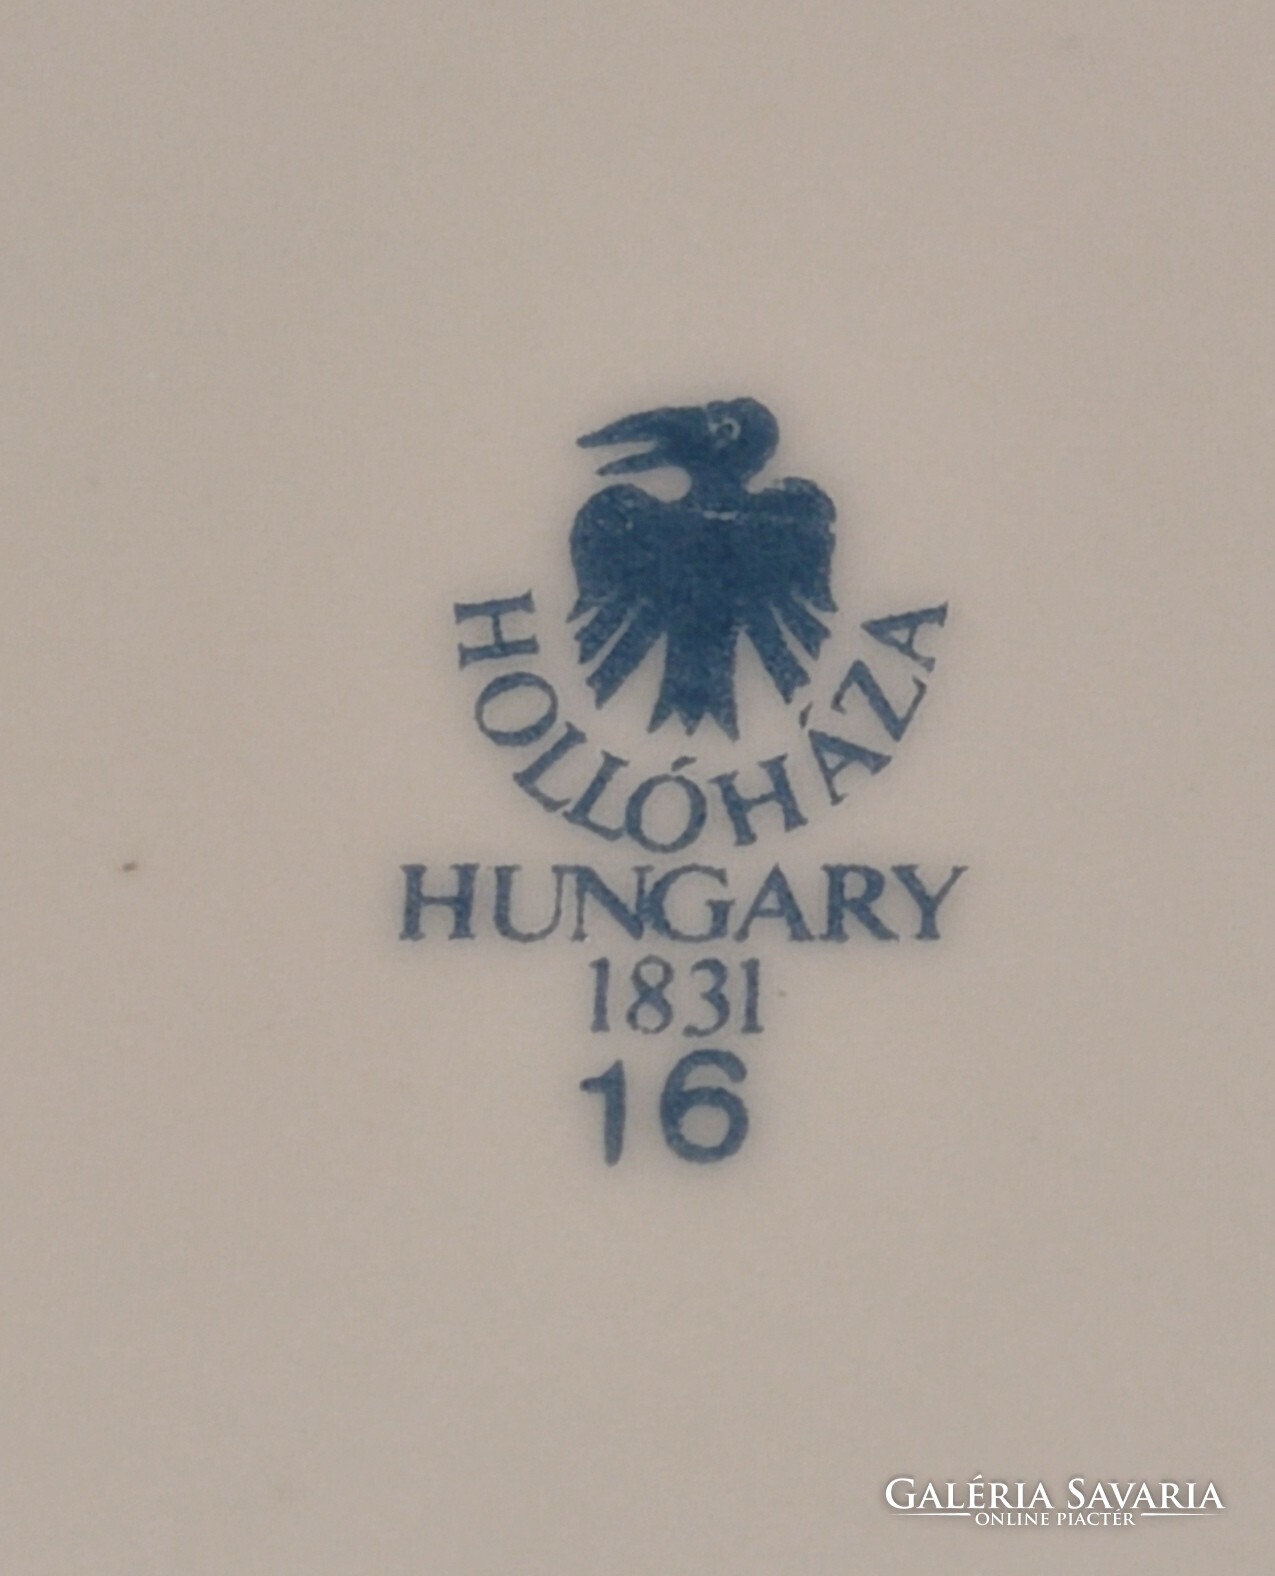 HOLLÓHÁZA
HUNGARY
1831
16
GALÉRIA SAVARIA
ONLINE PIACTÉR